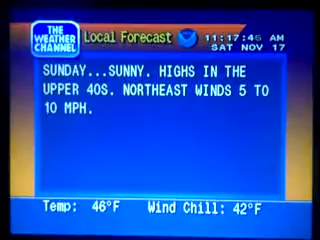 THE
WEATHER
CHANNEL
Local Forecast
11:17:45 AM
SAT NOV 17
SUNDAY...SUNNY. HIGHS IN THE
UPPER 40S. NORTHEAST WINDS 5 TO
10 MPH.
Temp: 46°F Wind Chill: 42°F